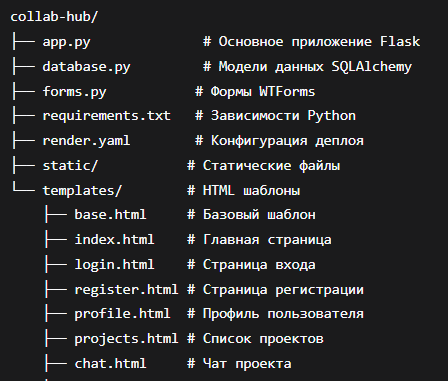 collab-hub/
├── app.py              # Основное приложение Flask
├── database.py         # Модели данных SQLAlchemy
├── forms.py           # Формы WTForms
├── requirements.txt   # Зависимости Python
├── render.yaml        # Конфигурация деплоя
├── static/           # Статические файлы
└── templates/        # HTML шаблоны
    ├── base.html     # Базовый шаблон
    ├── index.html    # Главная страница
    ├── login.html    # Страница входа
    ├── register.html # Страница регистрации
    ├── profile.html  # Профиль пользователя
    ├── projects.html # Список проектов
    ├── chat.html     # Чат проекта